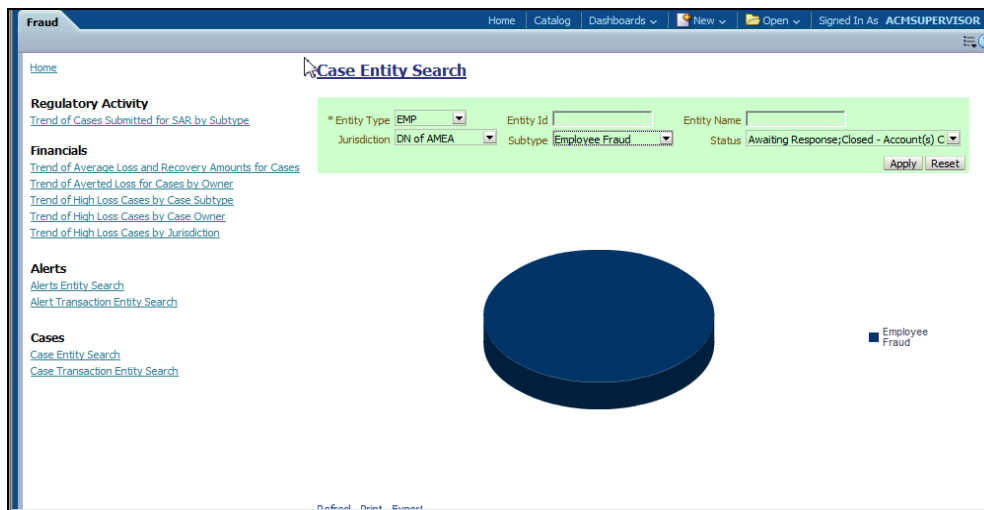 Fraud
Home Catalog Dashboards New Open Signed In As ACMSUPERVISOR
Home
Case Entity Search
Regulatory Activity
Trend of Cases Submitted for SAR by Subtype
* Entity Type EMP Entity Id Entity Name
Jurisdiction DN of AMEA Subtype Employee Fraud Status Awaiting Response;Closed - Account(s) C
Apply Reset
Financials
Trend of Average Loss and Recovery Amounts for Cases
Trend of Averted Loss for Cases by Owner
Trend of High Loss Cases by Case Subtype
Trend of High Loss Cases by Case Owner
Trend of High Loss Cases by Jurisdiction
Alerts
Alerts Entity Search
Alert Transaction Entity Search
Cases
Case Entity Search
Case Transaction Entity Search
Employee
Fraud
Print